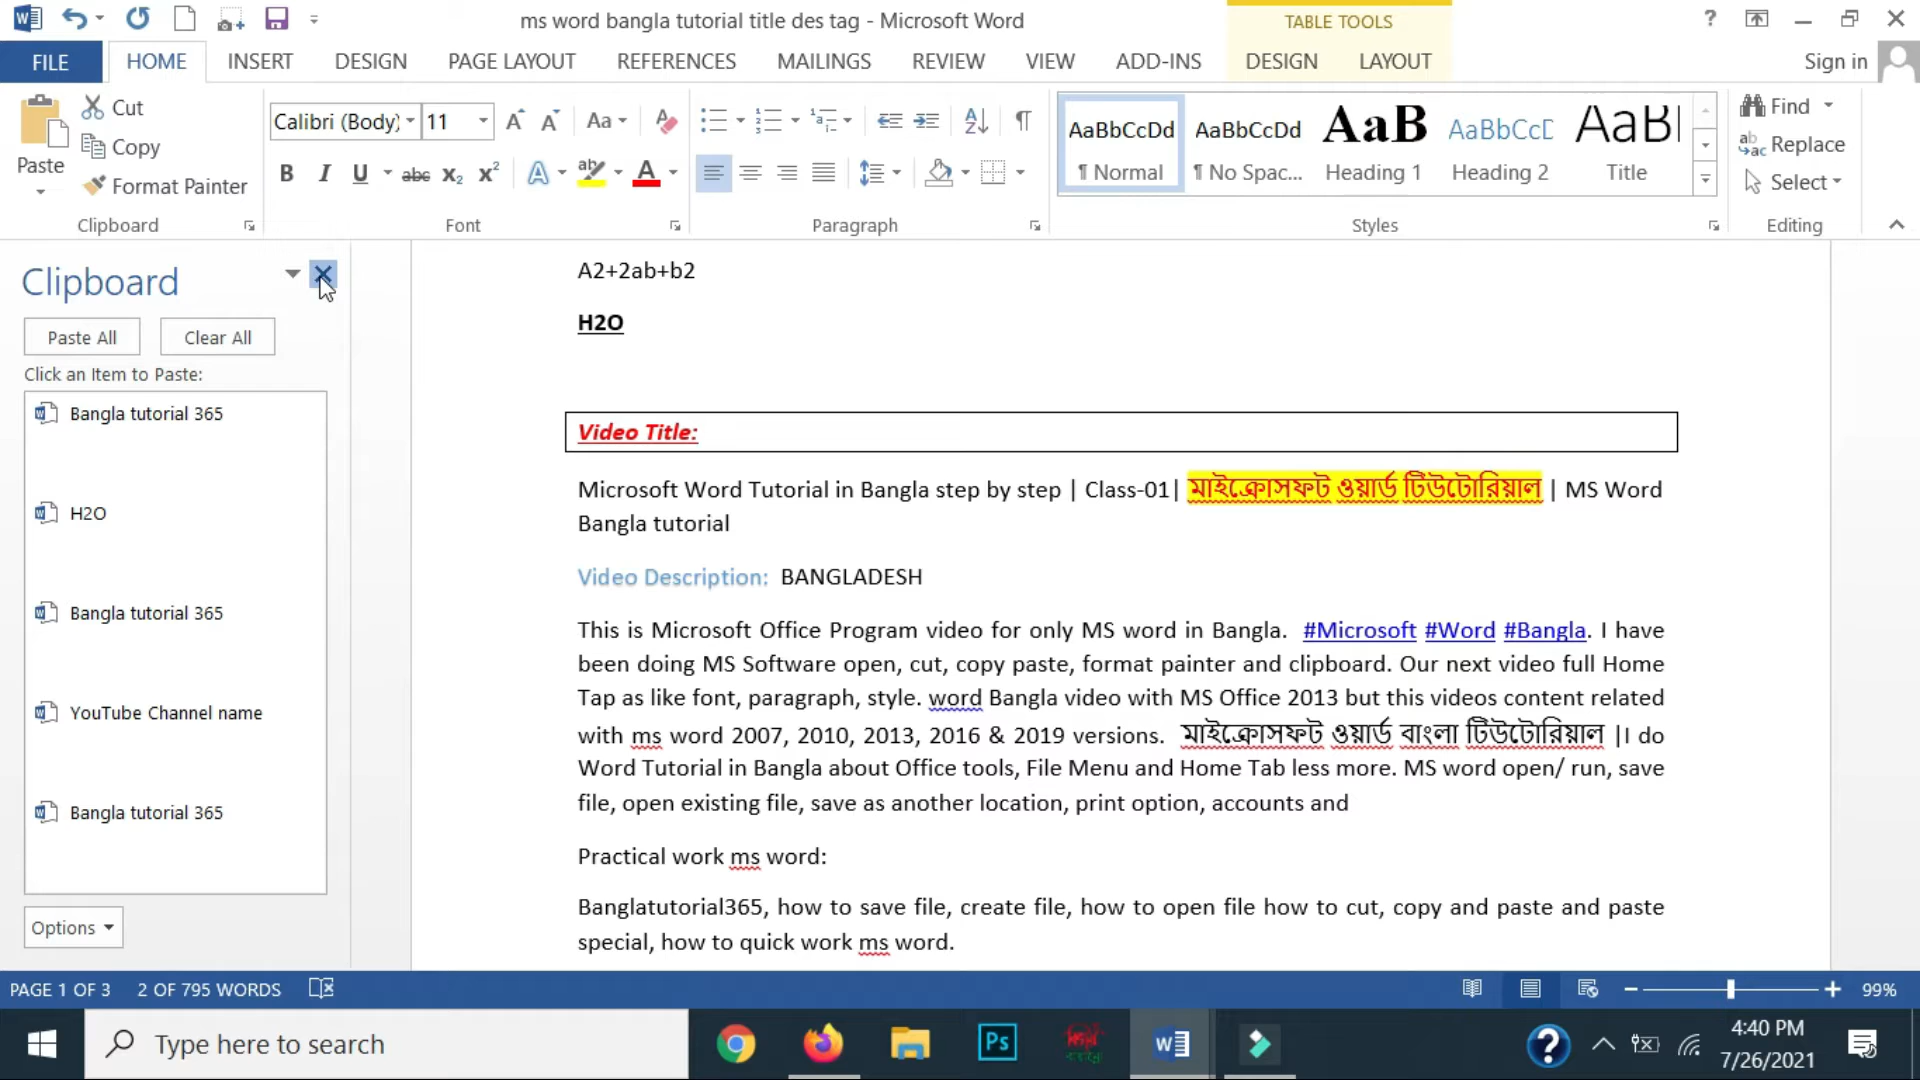 ms word bangla tutorial title des tag - Microsoft Word
TABLE TOOLS
?
FILE
HOME
INSERT
DESIGN
PAGE LAYOUT
REFERENCES
MAILINGS
REVIEW
VIEW
ADD-INS
DESIGN
LAYOUT
Sign in
Paste
Cut
Copy
Format Painter
Clipboard
Calibri (Body)
11
Aa
B I U abc X₂ X² A ab A
Font
Paragraph
AaBbCcDd
¶ Normal
AaBbCcDd
¶ No Spac...
AaB
Heading 1
AaBbCcD
Heading 2
AaB
Title
Styles
Find
Replace
Select
Editing
Clipboard
Paste All
Clear All
Click an Item to Paste:
Bangla tutorial 365
H2O
Bangla tutorial 365
YouTube Channel name
Bangla tutorial 365
Options
A2+2ab+b2
H2O
Video Title:
Microsoft Word Tutorial in Bangla step by step | Class-01| মাইক্রোসফট ওয়ার্ড টিউটোরিয়াল | MS Word
Bangla tutorial
Video Description: BANGLADESH
This is Microsoft Office Program video for only MS word in Bangla. #Microsoft #Word #Bangla. I have
been doing MS Software open, cut, copy paste, format painter and clipboard. Our next video full Home
Tap as like font, paragraph, style. word Bangla video with MS Office 2013 but this videos content related
with ms word 2007, 2010, 2013, 2016 & 2019 versions. মাইক্রোসফট ওয়ার্ড বাংলা টিউটোরিয়াল |I do
Word Tutorial in Bangla about Office tools, File Menu and Home Tab less more. MS word open/ run, save
file, open existing file, save as another location, print option, accounts and
Practical work ms word:
Banglatutorial365, how to save file, create file, how to open file how to cut, copy and paste and paste
special, how to quick work ms word.
PAGE 1 OF 3
2 OF 795 WORDS
99%
Type here to search
Ps
4:40 PM
7/26/2021